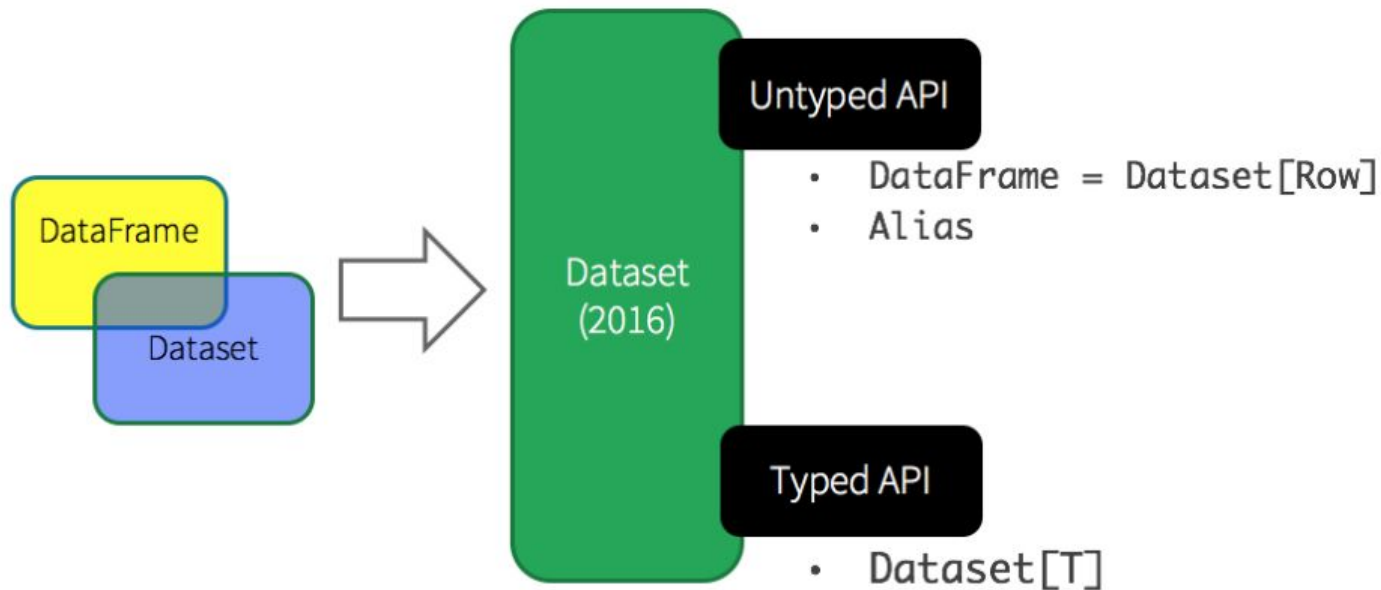 DataFrame
Dataset
Dataset
(2016)
Untyped API
• DataFrame = Dataset[Row]
• Alias
Typed API
• Dataset[T]